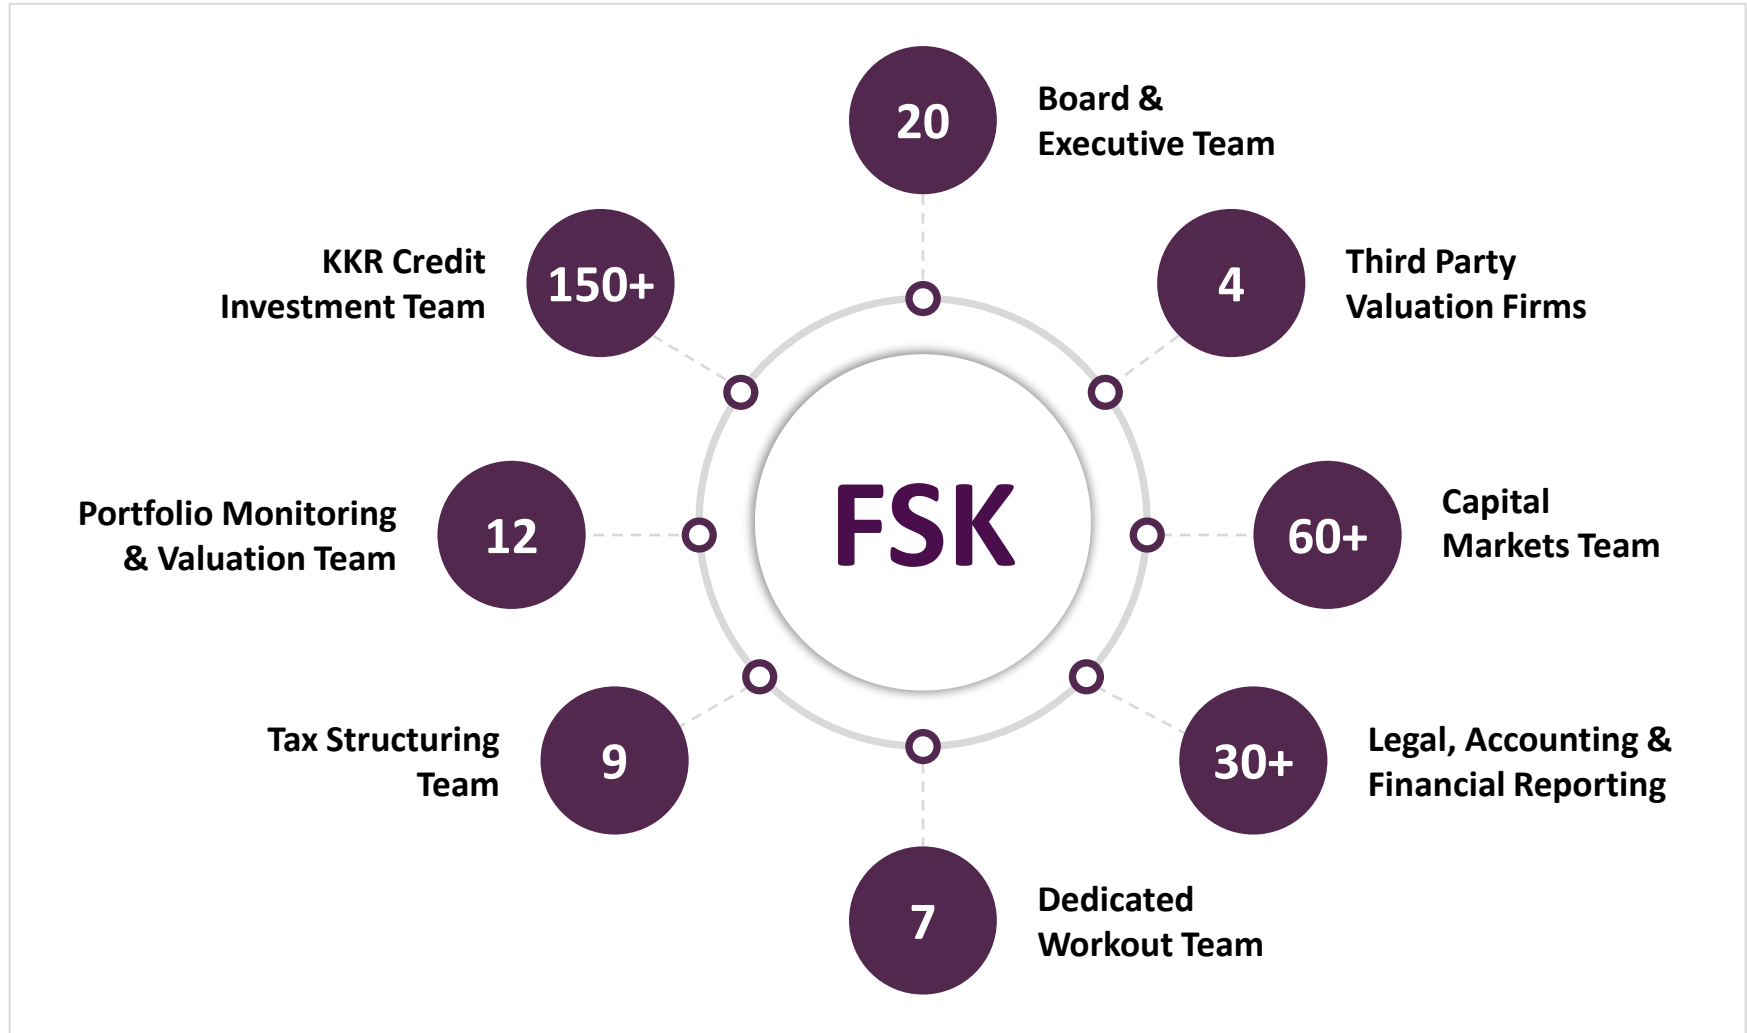 20
Board &
Executive Team
4
Third Party
Valuation Firms
60+
Capital
Markets Team
30+
Legal, Accounting &
Financial Reporting
7
Dedicated
Workout Team
9
Tax Structuring
Team
12
Portfolio Monitoring
& Valuation Team
150+
KKR Credit
Investment Team
FSK